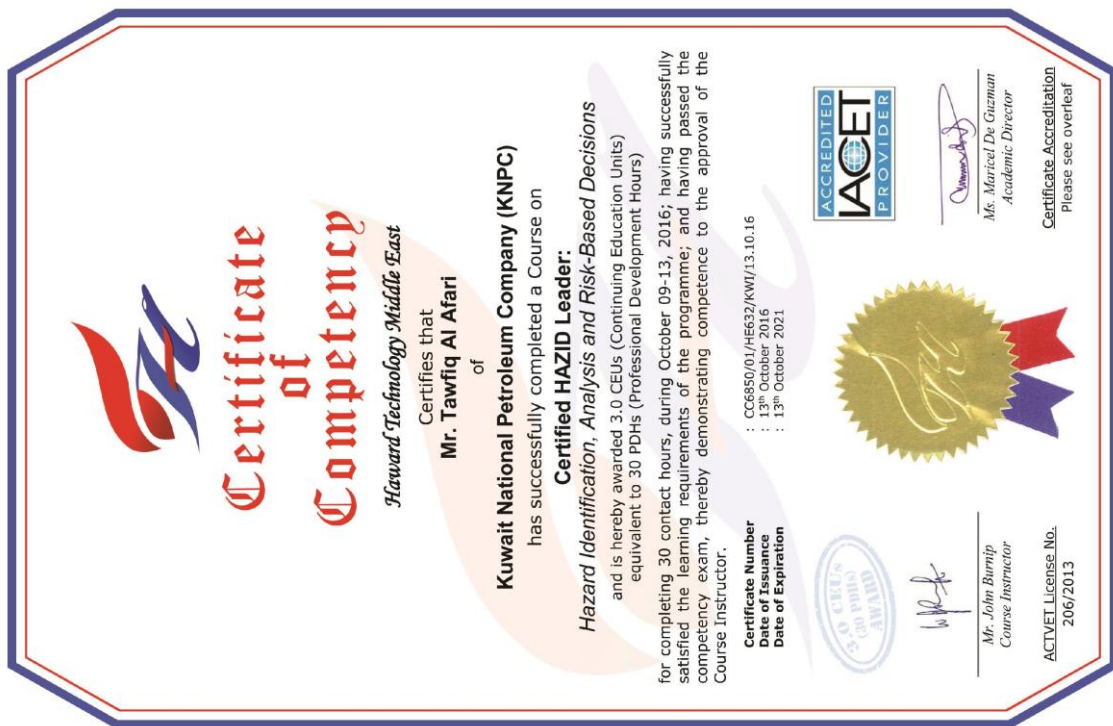 Certificate
of
Competency
Haward Technology Middle East
Certifies that
Mr. Tawfiq Al Afari
of
Kuwait National Petroleum Company (KNPC)
has successfully completed a Course on
Certified HAZID Leader:
Hazard Identification, Analysis and Risk-Based Decisions
and is hereby awarded 3.0 CEUs (Continuing Education Units)
equivalent to 30 PDHs (Professional Development Hours)
for completing 30 contact hours, during October 09-13, 2016; having successfully
satisfied the learning requirements of the programme; and having passed the
competency exam, thereby demonstrating competence to the approval of the
Course Instructor.
Certificate Number : CC6850/01/HE632/KWI/13.10.16
Date of Issuance : 13th October 2016
Date of Expiration : 13th October 2021
3.0 CEUs
(30 PDHs)
AWARD
ACCREDITED
IACET
PROVIDER
Mr. John Burnip
Course Instructor
Ms. Maricel De Guzman
Academic Director
ACTVET License No.
206/2013
Certificate Accreditation
Please see overleaf